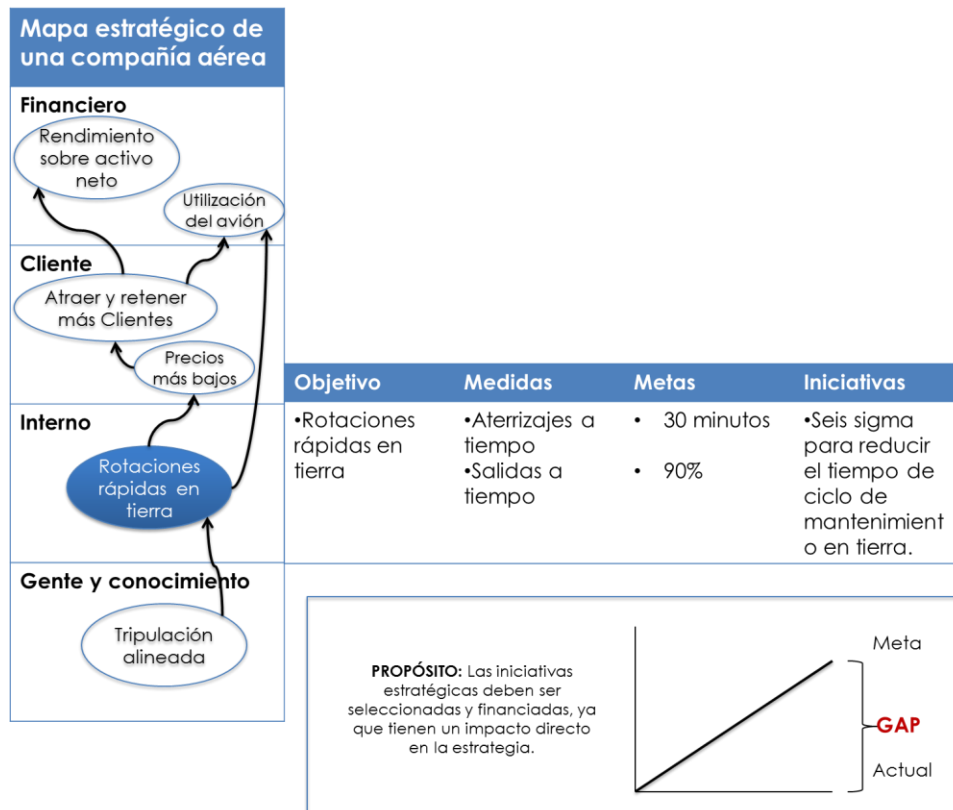 Mapa estratégico de
una compañía aérea
Financiero
Rendimiento
sobre activo
neto
Utilización
del avión
Cliente
Atraer y retener
más Clientes
Precios
más bajos
Interno
Rotaciones
rápidas en
tierra
Gente y conocimiento
Tripulación
alineada
Objetivo
Medidas
Metas
Iniciativas
•Rotaciones
rápidas en
tierra
•Aterrizajes a
tiempo
•Salidas a
tiempo
• 30 minutos
• 90%
•Seis sigma
para reducir
el tiempo de
ciclo de
mantenimient
o en tierra.
PROPÓSITO: Las iniciativas
estratégicas deben ser
seleccionadas y financiadas, ya
que tienen un impacto directo
en la estrategia.
Meta
GAP
Actual